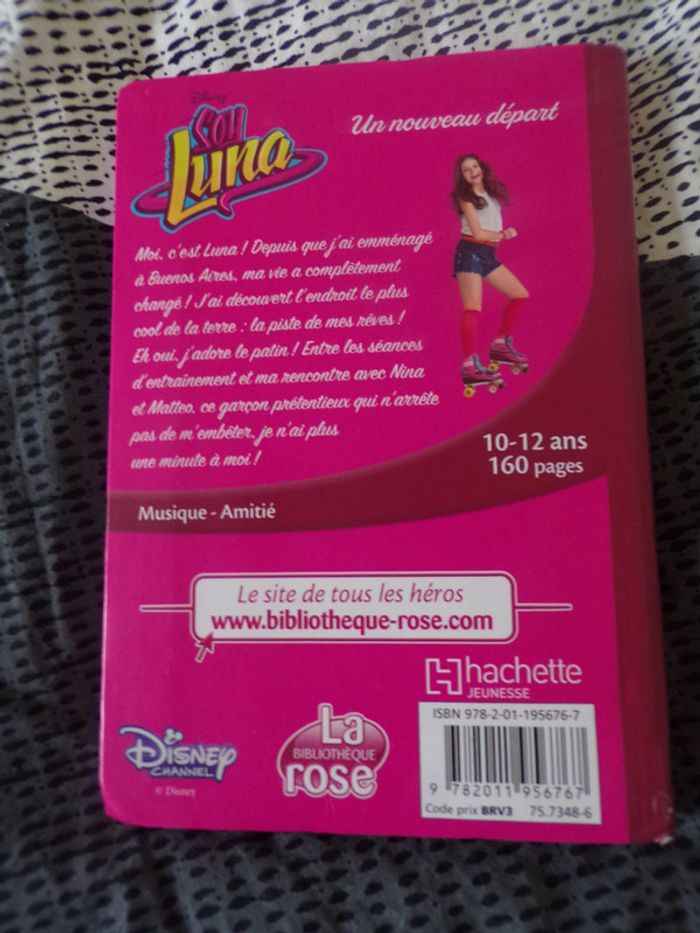 Disney
SOY
Luna
Un nouveau départ
Moi, c'est Luna ! Depuis que j'ai emménagé
à Buenos Aires, ma vie a complètement
changé ! J'ai découvert l'endroit le plus
cool de la terre : la piste de mes rêves !
Eh oui, j'adore le patin ! Entre les séances
d'entraînement et ma rencontre avec Nina
et Matteo, ce garçon prétentieux qui n'arrête
pas de m'embêter, je n'ai plus
une minute à moi !
10-12 ans
160 pages
Musique - Amitié
Le site de tous les héros
www.bibliotheque-rose.com
hachette
JEUNESSE
ISBN 978-2-01-195676-7
9 782011 956767
Code prix BRV3 75.7348-6
DISNEY
CHANNEL
© Disney
La
BIBLIOTHÈQUE
rose